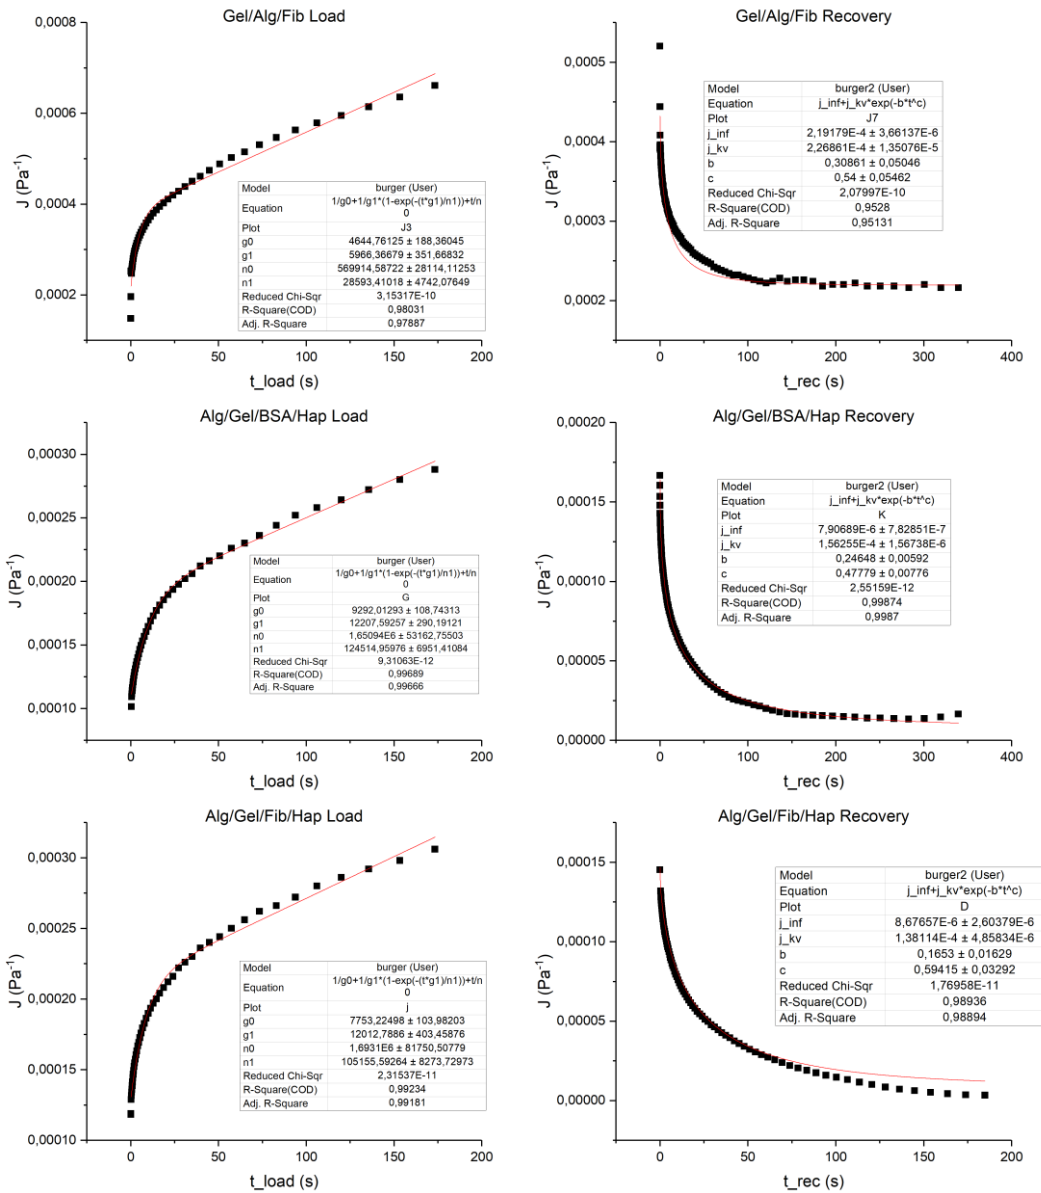 Gel/Alg/Fib Load
0,0008
0,0006
0,0004
0,0002
J (Pa⁻¹)
0
50
100
150
200
t_load (s)
Model burger (User)
Equation 1/g0+1/g1*(1-exp(-(t*g1)/n1))+t/n
0
Plot J3
g0 4644,76125 ± 188,36045
g1 5966,36679 ± 351,66832
n0 569914,58722 ± 28114,11253
n1 28593,41018 ± 4742,07649
Reduced Chi-Sqr 3,15317E-10
R-Square(COD) 0,98031
Adj. R-Square 0,97887
Gel/Alg/Fib Recovery
0,0005
0,0004
0,0003
0,0002
J (Pa⁻¹)
0
100
200
300
400
t_rec (s)
Model burger2 (User)
Equation j_inf+j_kv*exp(-b*t^c)
Plot J7
j_inf 2,19179E-4 ± 3,66137E-6
j_kv 2,26861E-4 ± 1,35076E-5
b 0,30861 ± 0,05046
c 0,54 ± 0,05462
Reduced Chi-Sqr 2,07997E-10
R-Square(COD) 0,9528
Adj. R-Square 0,95131
Alg/Gel/BSA/Hap Load
0,00030
0,00025
0,00020
0,00015
0,00010
J (Pa⁻¹)
0
50
100
150
200
t_load (s)
Model burger (User)
Equation 1/g0+1/g1*(1-exp(-(t*g1)/n1))+t/n
0
Plot G
g0 9292,01293 ± 108,74313
g1 12207,59257 ± 290,19121
n0 1,65094E6 ± 53162,75503
n1 124514,95976 ± 6951,41084
Reduced Chi-Sqr 9,31063E-12
R-Square(COD) 0,99689
Adj. R-Square 0,99666
Alg/Gel/BSA/Hap Recovery
0,00020
0,00015
0,00010
0,00005
0,00000
J (Pa⁻¹)
0
100
200
300
400
t_rec (s)
Model burger2 (User)
Equation j_inf+j_kv*exp(-b*t^c)
Plot K
j_inf 7,90689E-6 ± 7,82851E-7
j_kv 1,56255E-4 ± 1,56738E-6
b 0,24648 ± 0,00592
c 0,47779 ± 0,00776
Reduced Chi-Sqr 2,55159E-12
R-Square(COD) 0,99874
Adj. R-Square 0,9987
Alg/Gel/Fib/Hap Load
0,00030
0,00025
0,00020
0,00015
0,00010
J (Pa⁻¹)
0
50
100
150
200
t_load (s)
Model burger (User)
Equation 1/g0+1/g1*(1-exp(-(t*g1)/n1))+t/n
0
Plot j
g0 7753,22498 ± 103,98203
g1 12012,7886 ± 403,45876
n0 1,6931E6 ± 81750,50779
n1 105155,59264 ± 8273,72973
Reduced Chi-Sqr 2,31537E-11
R-Square(COD) 0,99234
Adj. R-Square 0,99181
Alg/Gel/Fib/Hap Recovery
0,00015
0,00010
0,00005
0,00000
J (Pa⁻¹)
0
50
100
150
200
t_rec (s)
Model burger2 (User)
Equation j_inf+j_kv*exp(-b*t^c)
Plot D
j_inf 8,67657E-6 ± 2,60379E-6
j_kv 1,38114E-4 ± 4,85834E-6
b 0,1653 ± 0,01629
c 0,59415 ± 0,03292
Reduced Chi-Sqr 1,76958E-11
R-Square(COD) 0,98936
Adj. R-Square 0,98894